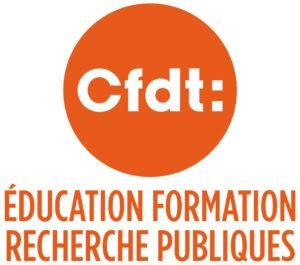 Cfdt:
ÉDUCATION FORMATION
RECHERCHE PUBLIQUES